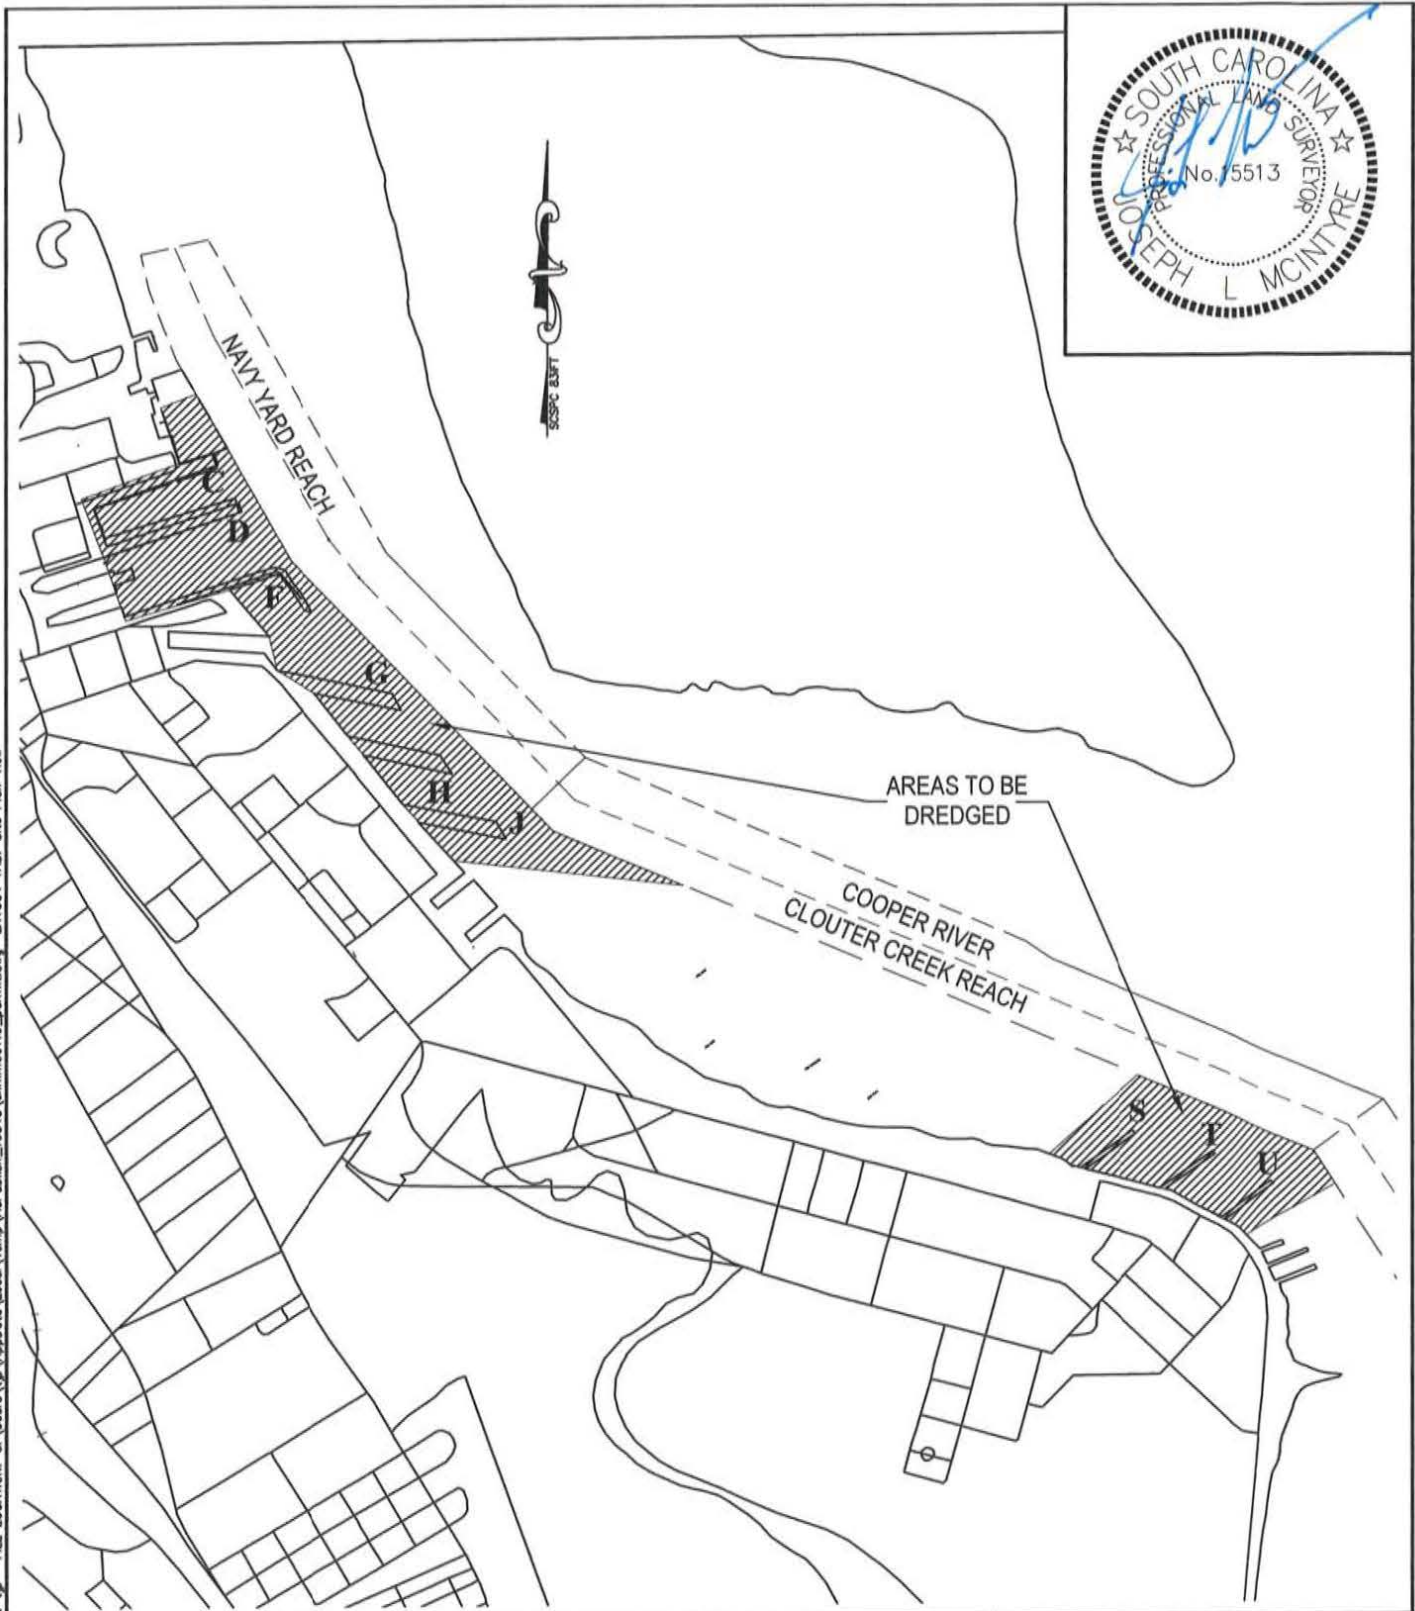 SOUTH CAROLINA
PROFESSIONAL LAND SURVEYOR
No.15513
JOSEPH L MCINTYRE
SCSPC 83FT
NAVY YARD REACH
C
D
F
G
H
J
AREAS TO BE
DREDGED
COOPER RIVER
CLOUTER CREEK REACH
S
T
U